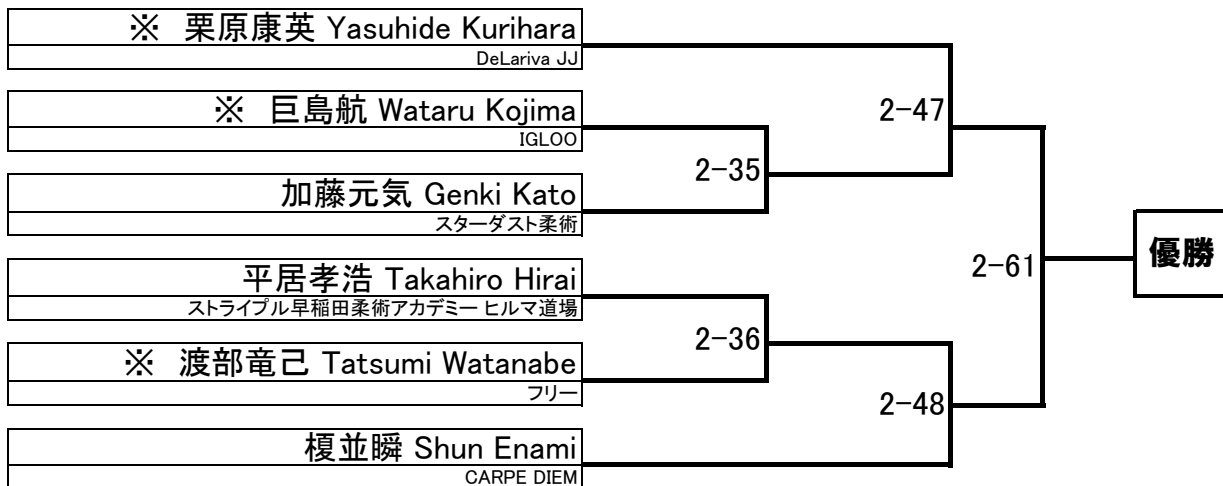 ※ 栗原康英 Yasuhide Kurihara
DeLariva JJ
※ 巨島航 Wataru Kojima
IGLOO
2-47
2-35
加藤元気 Genki Kato
スターダスト柔術
優勝
2-61
平居孝浩 Takahiro Hirai
ストライプル早稲田柔術アカデミー ヒルマ道場
2-36
※ 渡部竜己 Tatsumi Watanabe
フリー
2-48
榎並瞬 Shun Enami
CARPE DIEM